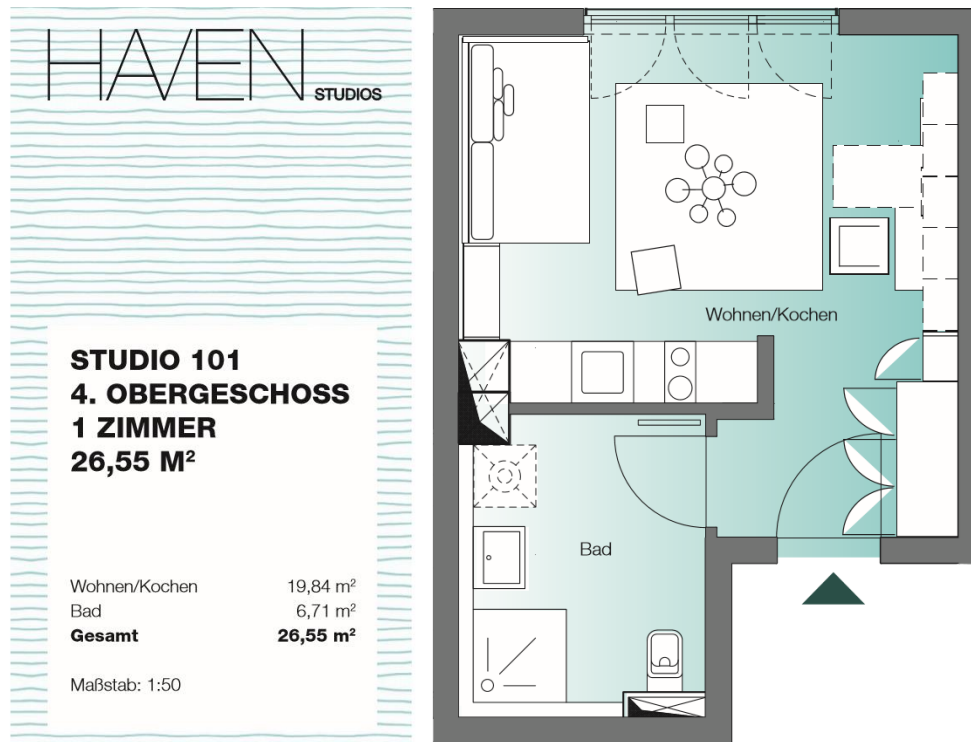 HAVEN STUDIOS
STUDIO 101
4. OBERGESCHOSS
1 ZIMMER
26,55 M²
Wohnen/Kochen 19,84 m²
Bad 6,71 m²
Gesamt 26,55 m²
Maßstab: 1:50
Wohnen/Kochen
Bad